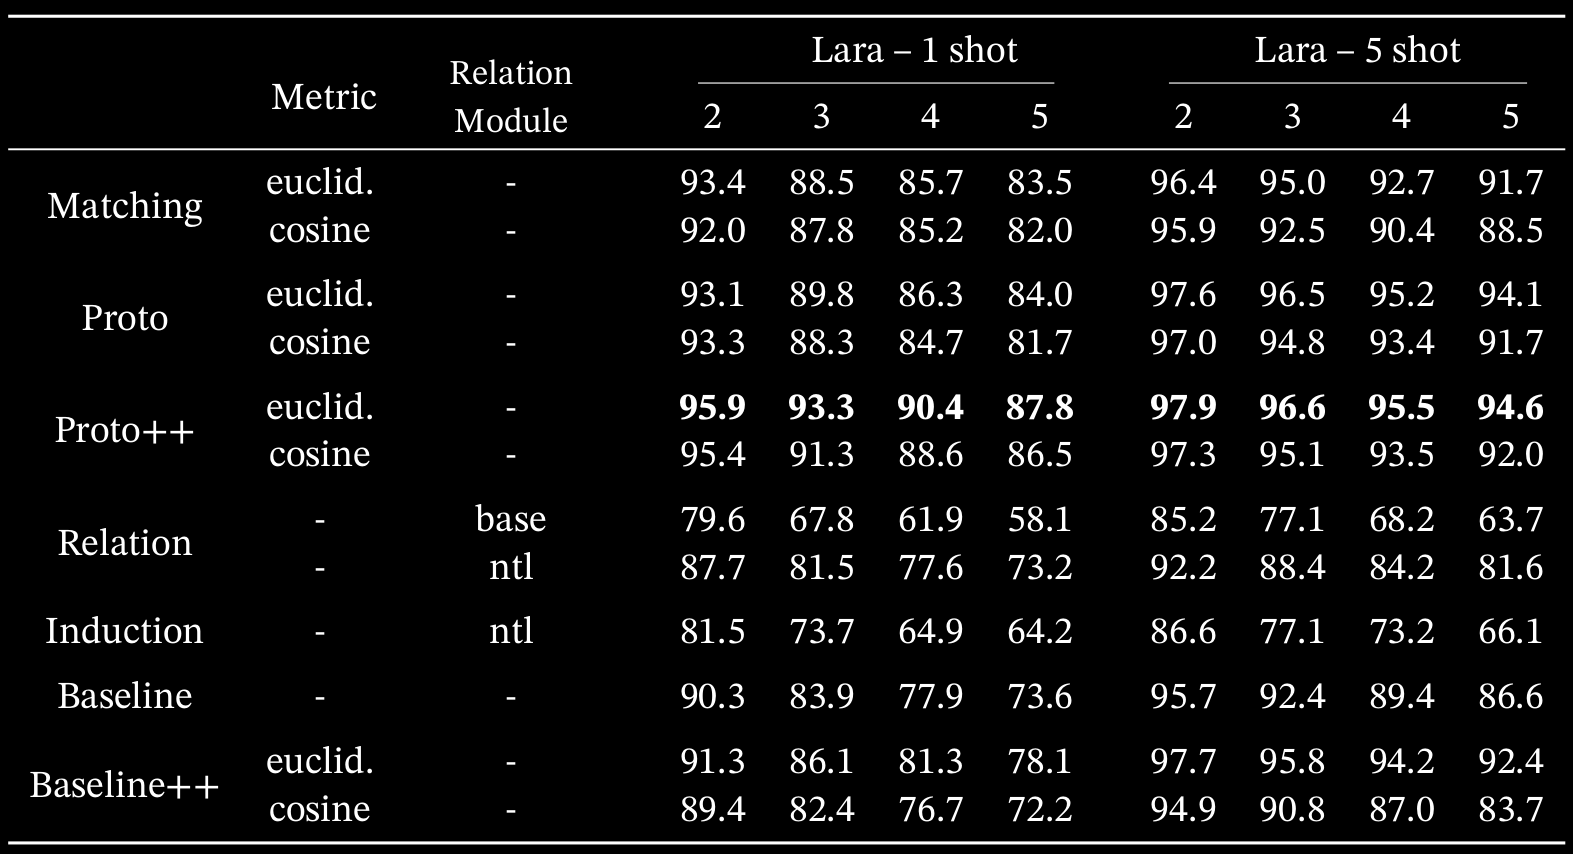 Metric Relation Module Lara – 1 shot Lara – 5 shot
2 3 4 5 2 3 4 5
Matching euclid. - 93.4 88.5 85.7 83.5 96.4 95.0 92.7 91.7
cosine - 92.0 87.8 85.2 82.0 95.9 92.5 90.4 88.5
Proto euclid. - 93.1 89.8 86.3 84.0 97.6 96.5 95.2 94.1
cosine - 93.3 88.3 84.7 81.7 97.0 94.8 93.4 91.7
Proto++ euclid. - 95.9 93.3 90.4 87.8 97.9 96.6 95.5 94.6
cosine - 95.4 91.3 88.6 86.5 97.3 95.1 93.5 92.0
Relation - base 79.6 67.8 61.9 58.1 85.2 77.1 68.2 63.7
- ntl 87.7 81.5 77.6 73.2 92.2 88.4 84.2 81.6
Induction - ntl 81.5 73.7 64.9 64.2 86.6 77.1 73.2 66.1
Baseline - - 90.3 83.9 77.9 73.6 95.7 92.4 89.4 86.6
Baseline++ euclid. - 91.3 86.1 81.3 78.1 97.7 95.8 94.2 92.4
cosine - 89.4 82.4 76.7 72.2 94.9 90.8 87.0 83.7